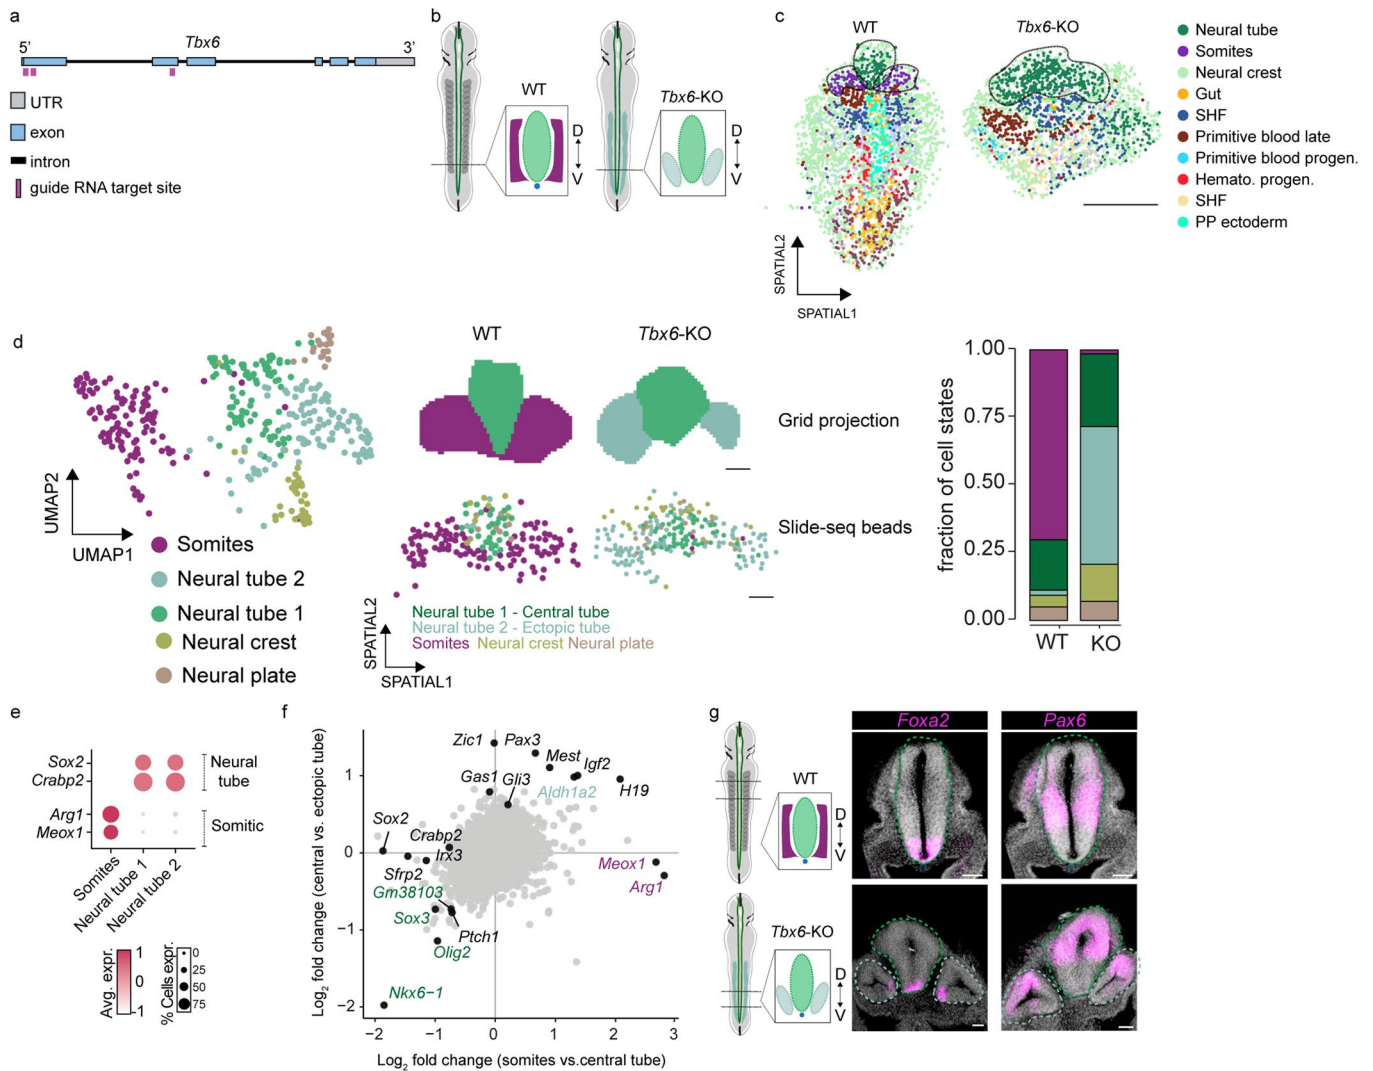 a
Tbx6
5’
3’
UTR
exon
intron
guide RNA target site
b
WT
Tbx6-KO
D
V
D
V
c
WT
Tbx6-KO
SPATIAL2
SPATIAL1
Neural tube
Somites
Neural crest
Gut
SHF
Primitive blood late
Primitive blood progen.
Hemato. progen.
SHF
PP ectoderm
d
UMAP2
UMAP1
Somites
Neural tube 2
Neural tube 1
Neural crest
Neural plate
WT
Tbx6-KO
Grid projection
Slide-seq beads
Neural tube 1 - Central tube
Neural tube 2 - Ectopic tube
Somites Neural crest Neural plate
SPATIAL2
SPATIAL1
fraction of cell states
1.00
0.75
0.50
0.25
0.00
WT
KO
e
Sox2
Crabp2
Arg1
Meox1
Neural
tube
Somitic
Somites
Neural tube 1
Neural tube 2
Avg. expr.
1
0
-1
% Cells expr.
0
25
50
75
f
Log2 fold change (central vs. ectopic tube)
1
0
−1
−2
Zic1
Pax3
Mest
Igf2
Gas1
Gli3
Aldh1a2
H19
Sox2
Crabp2
Irx3
Sfrp2
Gm38103
Sox3
Ptch1
Olig2
Nkx6−1
Meox1
Arg1
−2
−1
0
1
2
3
Log2 fold change (somites vs.central tube)
g
Foxa2
Pax6
WT
D
V
Tbx6-KO
D
V